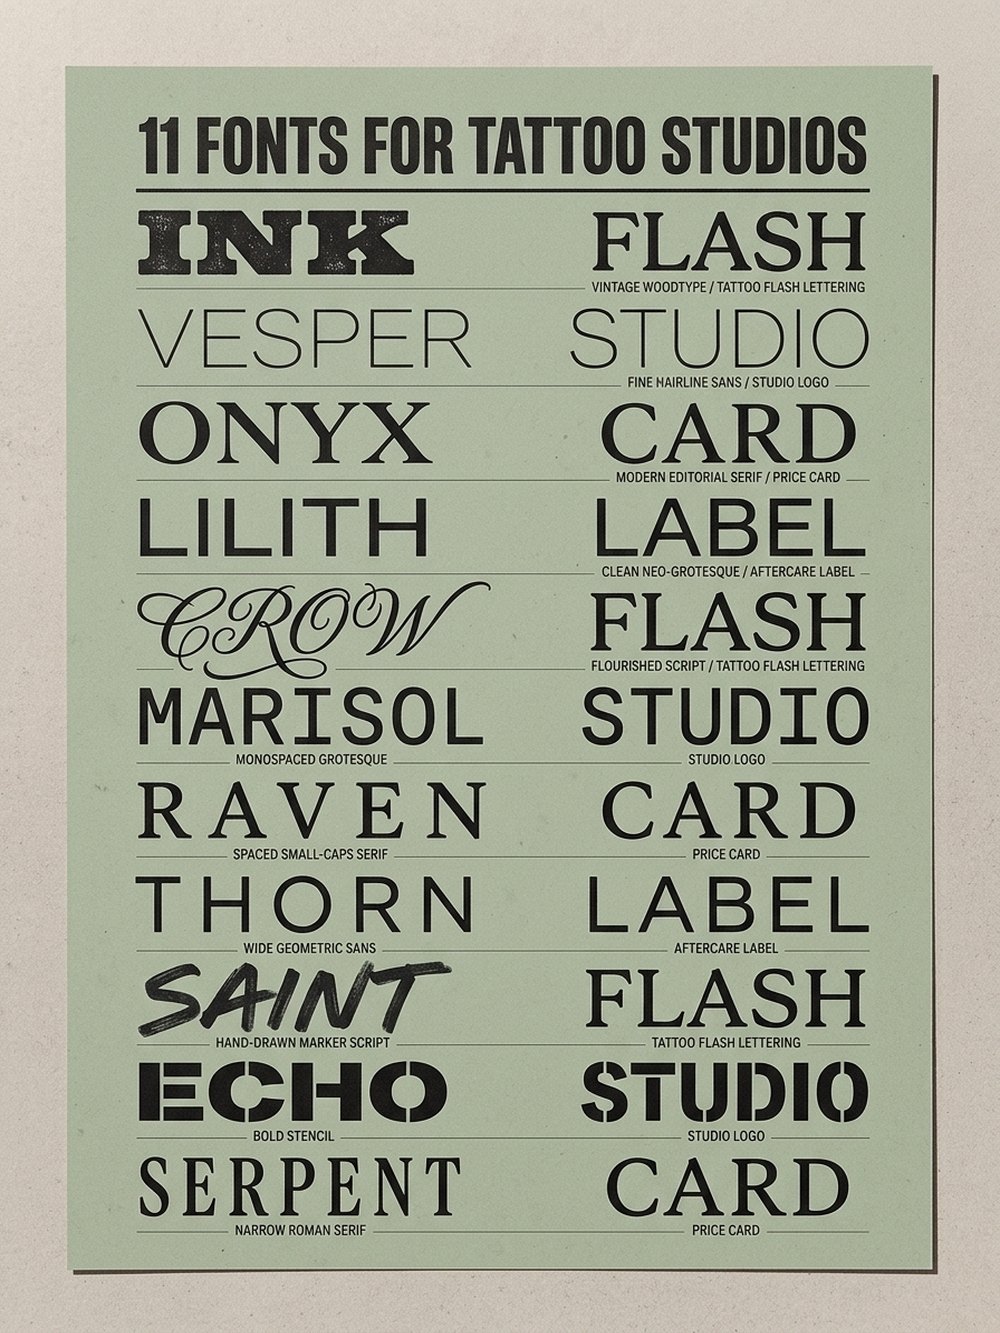 11 FONTS FOR TATTOO STUDIOS
INK FLASH
VINTAGE WOODTYPE / TATTOO FLASH LETTERING
VESPER STUDIO
FINE HAIRLINE SANS / STUDIO LOGO
ONYX CARD
MODERN EDITORIAL SERIF / PRICE CARD
LILITH LABEL
CLEAN NEO-GROTESQUE / AFTERCARE LABEL
CROW FLASH
FLOURISHED SCRIPT / TATTOO FLASH LETTERING
MARISOL STUDIO
MONOSPACED GROTESQUE STUDIO LOGO
RAVEN CARD
SPACED SMALL-CAPS SERIF PRICE CARD
THORN LABEL
WIDE GEOMETRIC SANS AFTERCARE LABEL
SAINT FLASH
HAND-DRAWN MARKER SCRIPT TATTOO FLASH LETTERING
ECHO STUDIO
BOLD STENCIL STUDIO LOGO
SERPENT CARD
NARROW ROMAN SERIF PRICE CARD